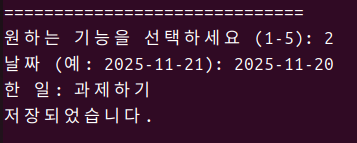 ==============================
원하는 기능을 선택하세요 (1-5): 2
날짜 (예: 2025-11-21): 2025-11-20
한 일: 과제하기
저장되었습니다.